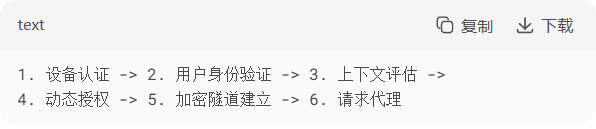 text
复制
下载
1. 设备认证 -> 2. 用户身份验证 -> 3. 上下文评估 ->
4. 动态授权 -> 5. 加密隧道建立 -> 6. 请求代理